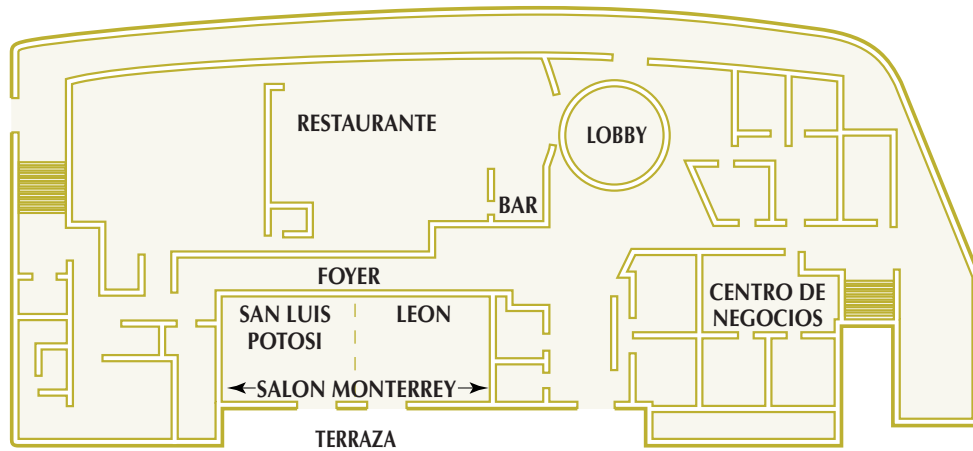 RESTAURANTE
LOBBY
BAR
FOYER
SAN LUIS
POTOSI
LEON
CENTRO DE
NEGOCIOS
SALON MONTERREY
TERRAZA